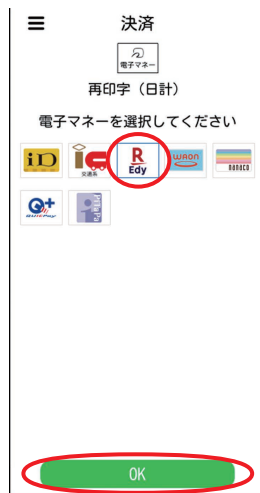 決済
電子マネー
再印字（日計）
電子マネーを選択してください
iD
交通系
R
Edy
WAON
nanaco
Q+
QUICPay
PiTaPa
OK